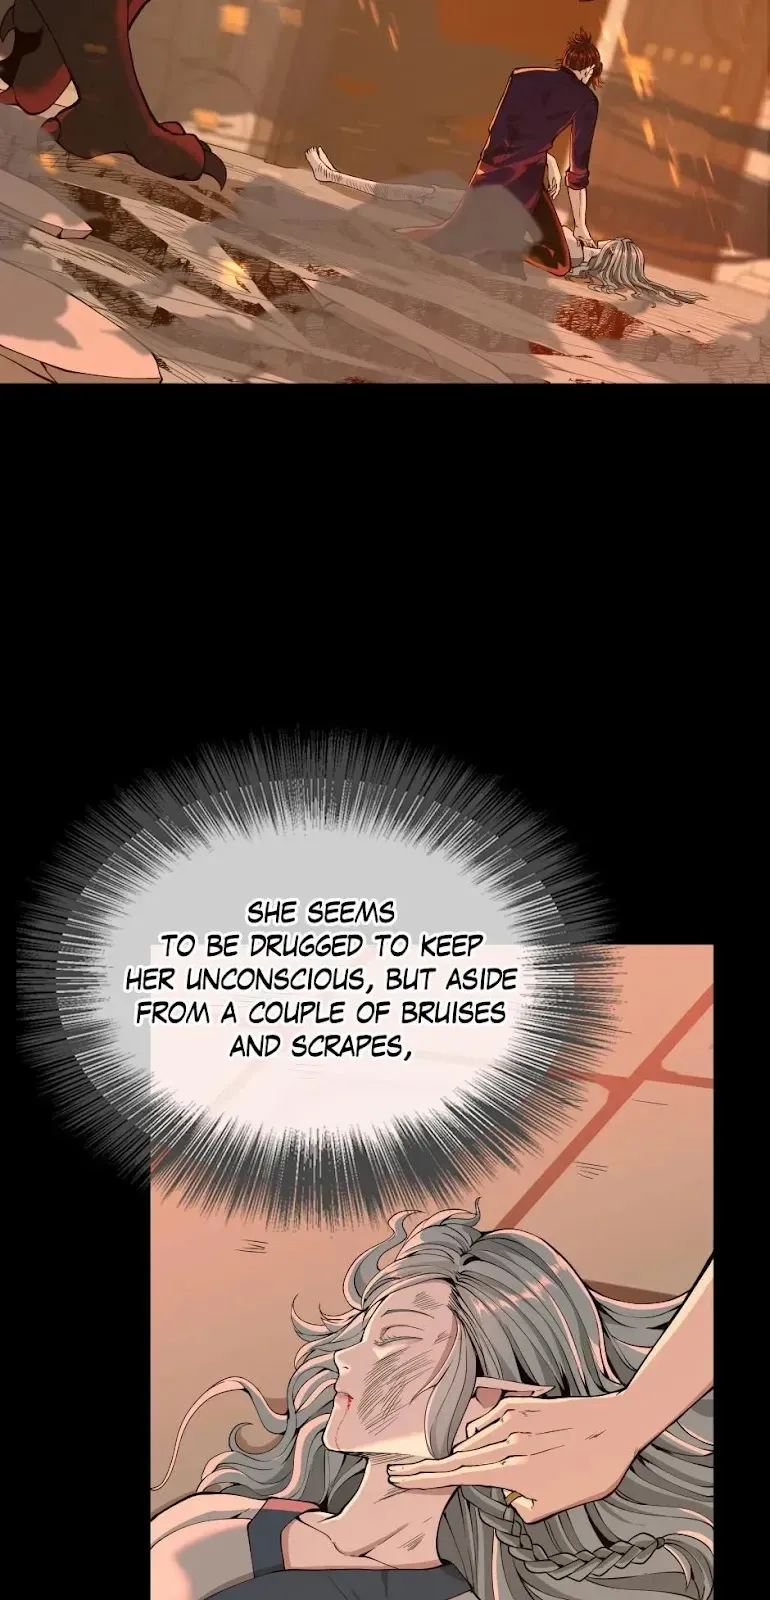 SHE SEEMS
TO BE DRUGGED TO KEEP
HER UNCONSCIOUS, BUT ASIDE
FROM A COUPLE OF BRUISES
AND SCRAPES,